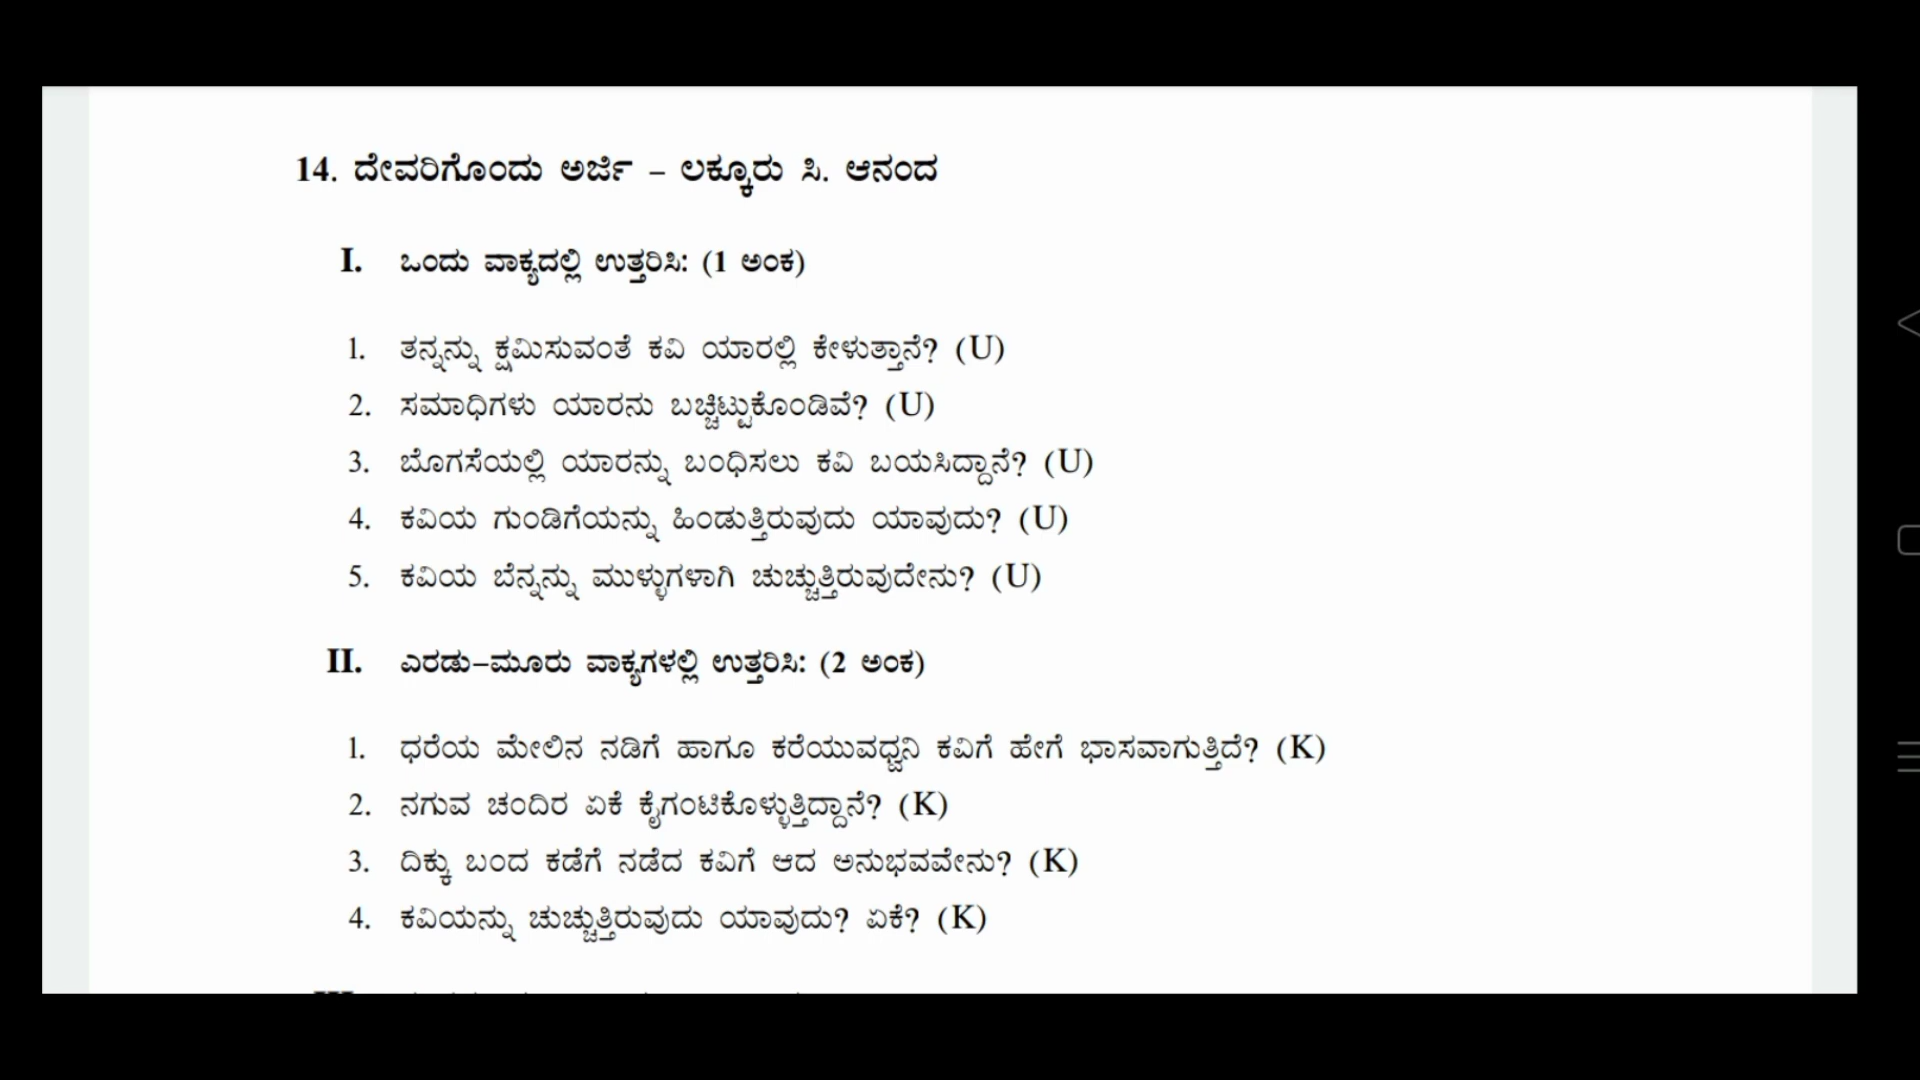 14. ದೇವರಿಗೊಂದು ಅರ್ಜಿ – ಲಕ್ಕೂರು ಸಿ. ಆನಂದ
I. ಒಂದು ವಾಕ್ಯದಲ್ಲಿ ಉತ್ತರಿಸಿ: (1 ಅಂಕ)
1. ತನ್ನನ್ನು ಕ್ಷಮಿಸುವಂತೆ ಕವಿ ಯಾರಲ್ಲಿ ಕೇಳುತ್ತಾನೆ? (U)
2. ಸಮಾಧಿಗಳು ಯಾರನು ಬಚ್ಚಿಟ್ಟುಕೊಂಡಿವೆ? (U)
3. ಬೊಗಸೆಯಲ್ಲಿ ಯಾರನ್ನು ಬಂಧಿಸಲು ಕವಿ ಬಯಸಿದ್ದಾನೆ? (U)
4. ಕವಿಯ ಗುಂಡಿಗೆಯನ್ನು ಹಿಂಡುತ್ತಿರುವುದು ಯಾವುದು? (U)
5. ಕವಿಯ ಬೆನ್ನನ್ನು ಮುಳ್ಳುಗಳಾಗಿ ಚುಚ್ಚುತ್ತಿರುವುದೇನು? (U)
II. ಎರಡು–ಮೂರು ವಾಕ್ಯಗಳಲ್ಲಿ ಉತ್ತರಿಸಿ: (2 ಅಂಕ)
1. ಧರೆಯ ಮೇಲಿನ ನಡಿಗೆ ಹಾಗೂ ಕರೆಯುವಧ್ವನಿ ಕವಿಗೆ ಹೇಗೆ ಭಾಸವಾಗುತ್ತಿದೆ? (K)
2. ನಗುವ ಚಂದಿರ ಏಕೆ ಕೈಗಂಟಿಕೊಳ್ಳುತ್ತಿದ್ದಾನೆ? (K)
3. ದಿಕ್ಕು ಬಂದ ಕಡೆಗೆ ನಡೆದ ಕವಿಗೆ ಆದ ಅನುಭವವೇನು? (K)
4. ಕವಿಯನ್ನು ಚುಚ್ಚುತ್ತಿರುವುದು ಯಾವುದು? ಏಕೆ? (K)